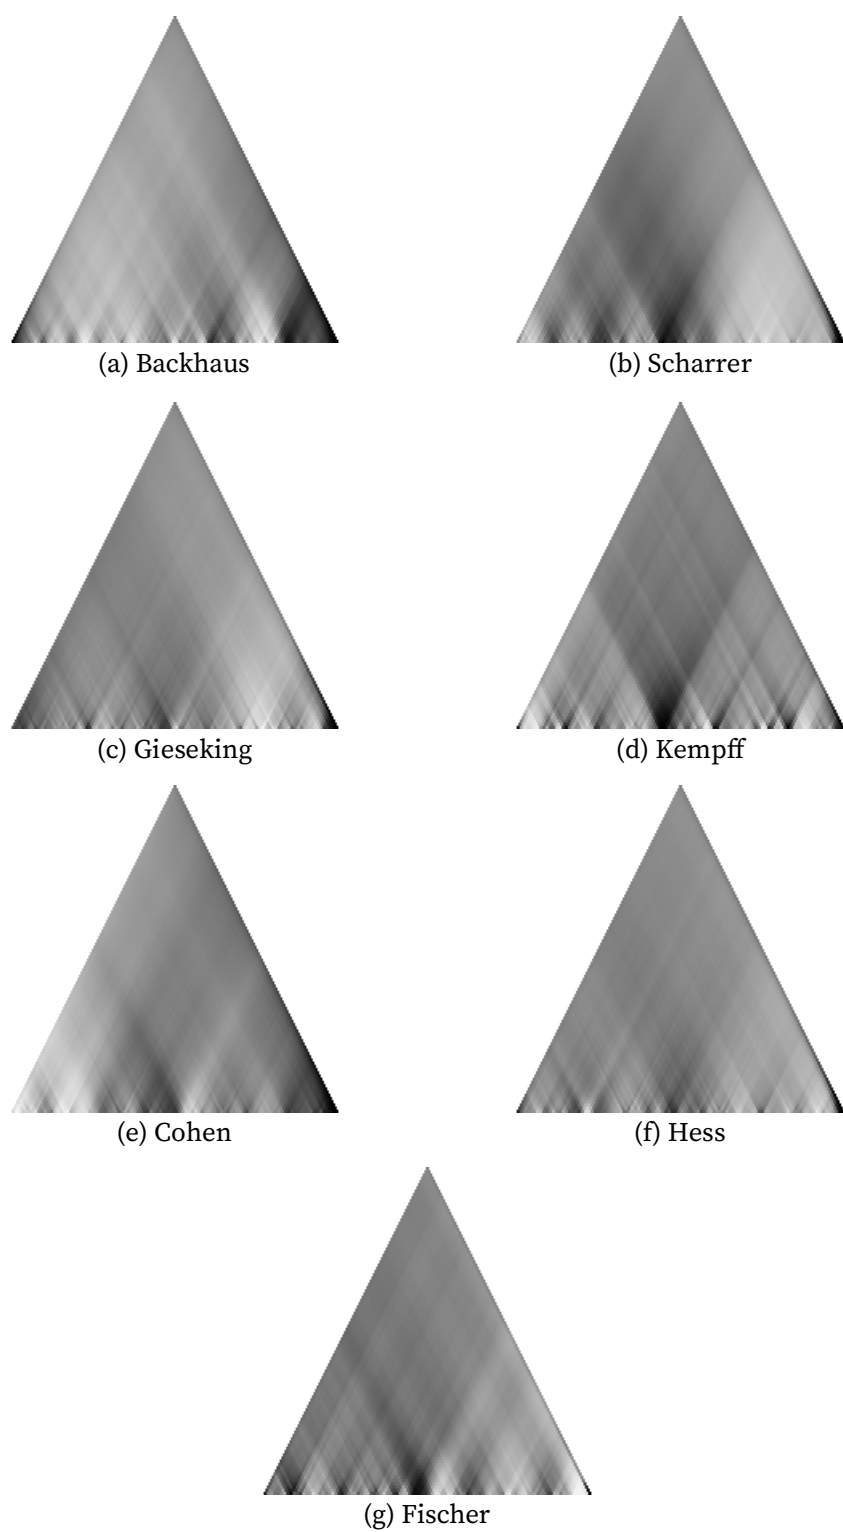 (a) Backhaus
(b) Scharrer
(c) Gieseking
(d) Kempff
(e) Cohen
(f) Hess
(g) Fischer